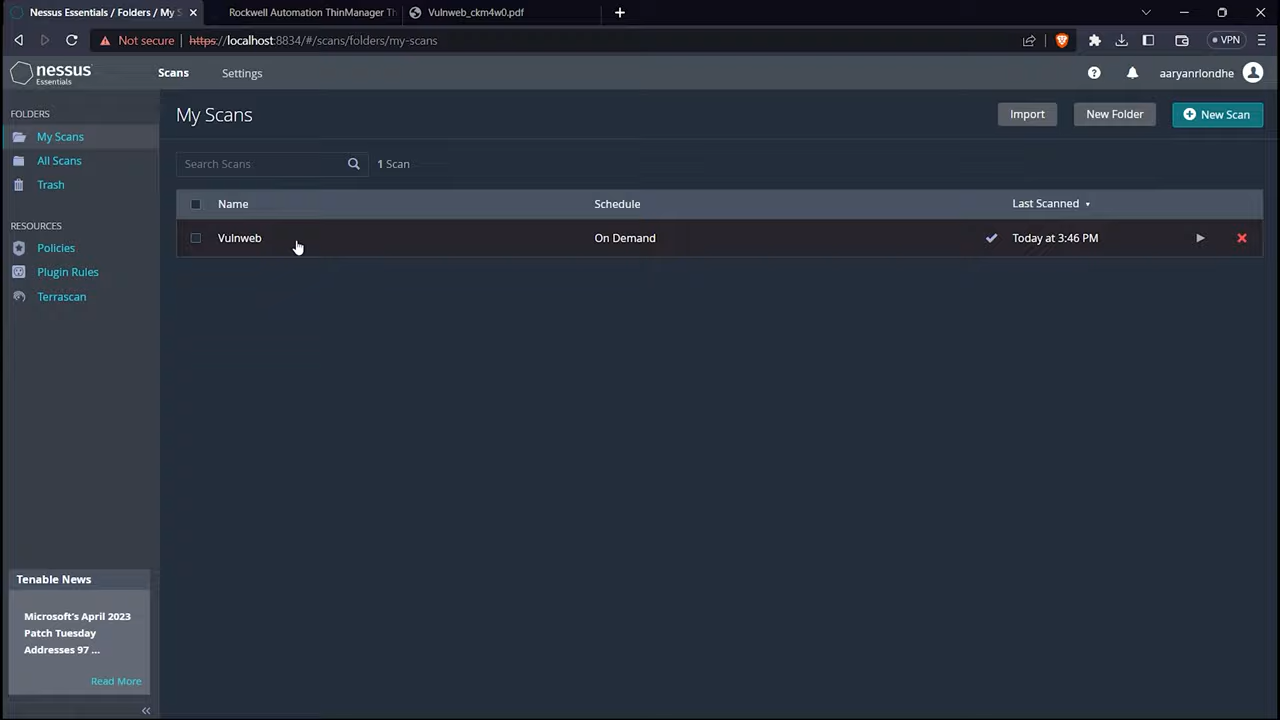 Nessus Essentials / Folders / My S
Rockwell Automation ThinManager Th
Vulnweb_ckm4w0.pdf
Not secure
https://localhost:8834/#/scans/folders/my-scans
VPN
nessus
Essentials
Scans
Settings
aaryanrlondhe
FOLDERS
My Scans
All Scans
Trash
RESOURCES
Policies
Plugin Rules
Terrascan
My Scans
Import
New Folder
New Scan
Search Scans
1 Scan
Name
Schedule
Last Scanned
Vulnweb
On Demand
Today at 3:46 PM
Tenable News
Microsoft's April 2023
Patch Tuesday
Addresses 97 ...
Read More